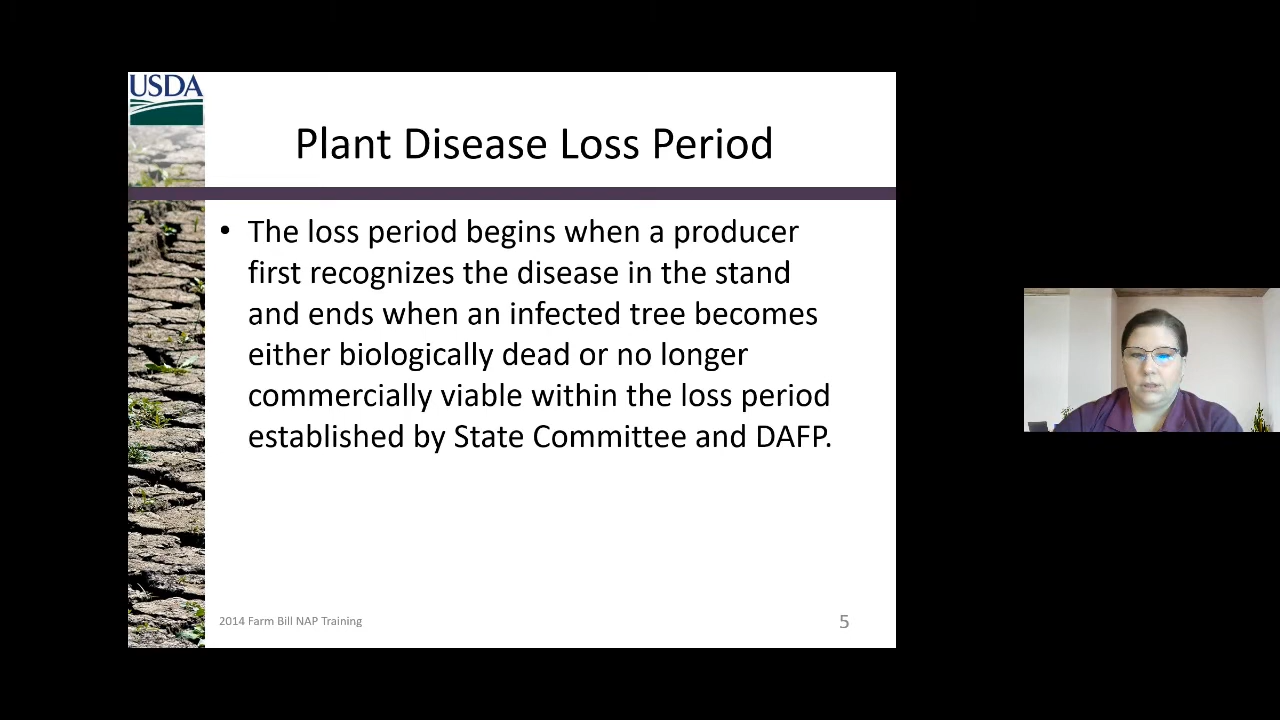 USDA
Plant Disease Loss Period
• The loss period begins when a producer
first recognizes the disease in the stand
and ends when an infected tree becomes
either biologically dead or no longer
commercially viable within the loss period
established by State Committee and DAFP.
2014 Farm Bill NAP Training
5